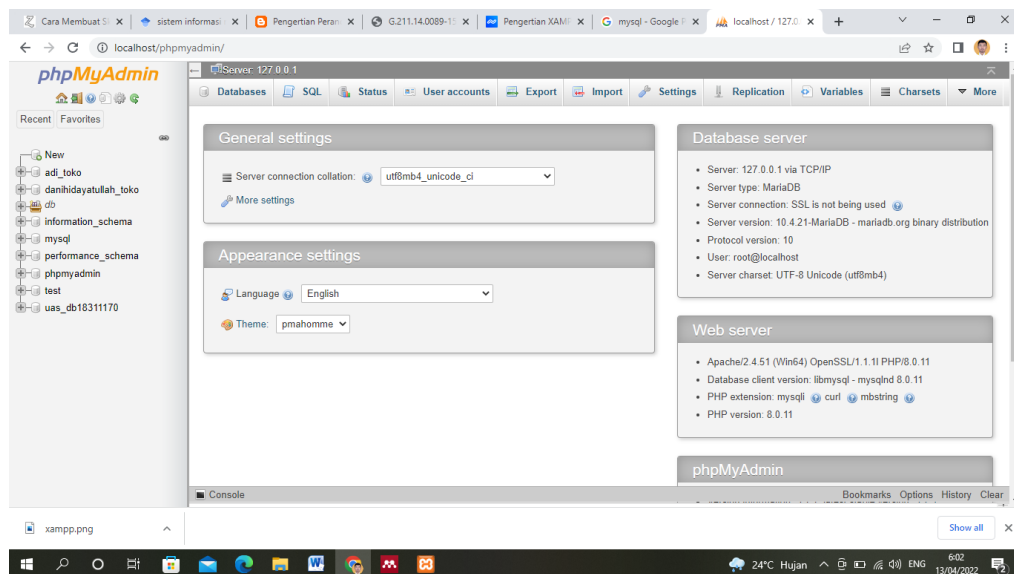 Cara Membuat Si
sistem informasi
Pengertian Peran
G.211.14.0089-15
Pengertian XAMP
mysql - Google P
localhost / 127.0.
localhost/phpmyadmin/
phpMyAdmin
Recent Favorites
New
adi_toko
danihidayatullah_toko
db
information_schema
mysql
performance_schema
phpmyadmin
test
uas_db18311170
Server: 127.0.0.1
Databases SQL Status User accounts Export Import Settings Replication Variables Charsets More
General settings
Server connection collation: utf8mb4_unicode_ci
More settings
Appearance settings
Language English
Theme: pmahomme
Database server
Server: 127.0.0.1 via TCP/IP
Server type: MariaDB
Server connection: SSL is not being used
Server version: 10.4.21-MariaDB - mariadb.org binary distribution
Protocol version: 10
User: root@localhost
Server charset: UTF-8 Unicode (utf8mb4)
Web server
Apache/2.4.51 (Win64) OpenSSL/1.1.1l PHP/8.0.11
Database client version: libmysql - mysqlnd 8.0.11
PHP extension: mysqli curl mbstring
PHP version: 8.0.11
phpMyAdmin
Console
Bookmarks Options History Clear
xampp.png
Show all
24°C Hujan
ENG
6:02
13/04/2022